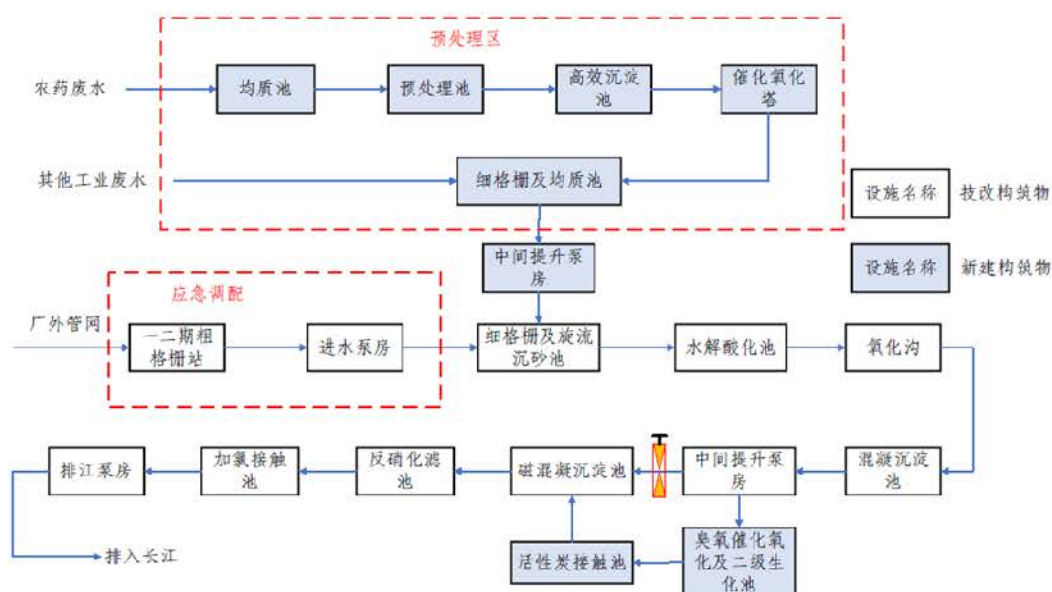 预处理区
农药废水
均质池
预处理池
高效沉淀
池
催化氧化
塔
其他工业废水
细格栅及均质池
设施名称
技改构筑物
中间提升泵
房
设施名称
新建构筑物
应急调配
厂外管网
一二期粗
格栅站
进水泵房
细格栅及旋流
沉砂池
水解酸化池
氧化沟
排江泵房
加氯接触
池
反硝化滤
池
磁混凝沉淀池
中间提升泵
房
混凝沉淀
池
排入长江
活性炭接触池
臭氧催化氧
化及二级生
化池